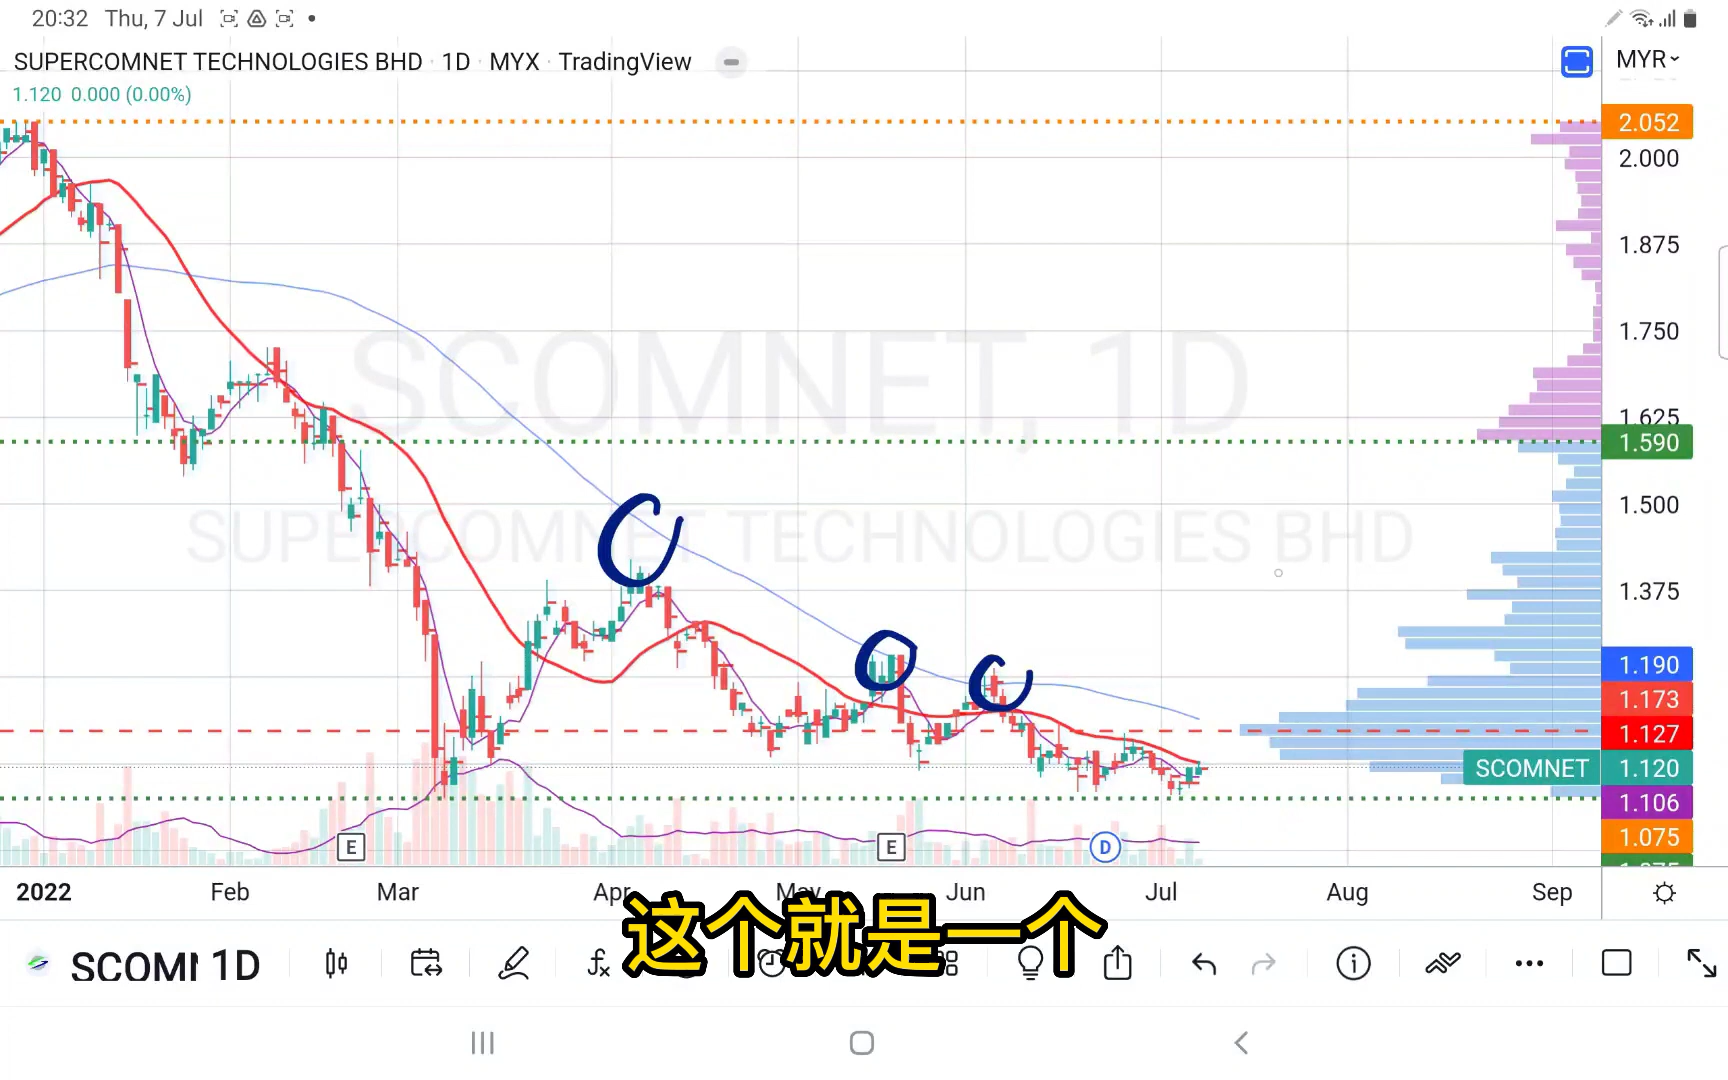 20:32 Thu, 7 Jul
SUPERCOMNET TECHNOLOGIES BHD · 1D · MYX · TradingView
MYR
1.120 0.000 (0.00%)
2.052
2.000
1.875
1.750
1.625
1.590
1.500
1.375
1.190
1.173
1.127
SCOMNET 1.120
1.106
1.075
SCOMNET, 1D
SUPERCOMNET TECHNOLOGIES BHD
E E D
2022 Feb Mar Apr May Jun Jul Aug Sep
这个就是一个
SCOMI 1D